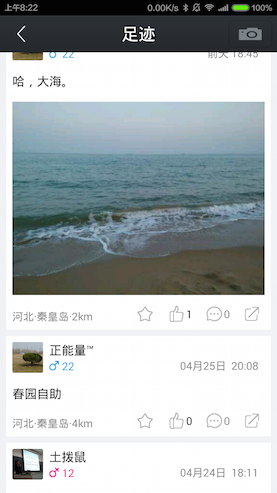 上午8:22 0.00K/s 100%
足迹
22 前天 18:45
哈，大海。
河北·秦皇岛·2km 1 0
正能量™
22 04月25日 20:08
春园自助
河北·秦皇岛·4km 0 0
土拨鼠
12 04月24日 18:11